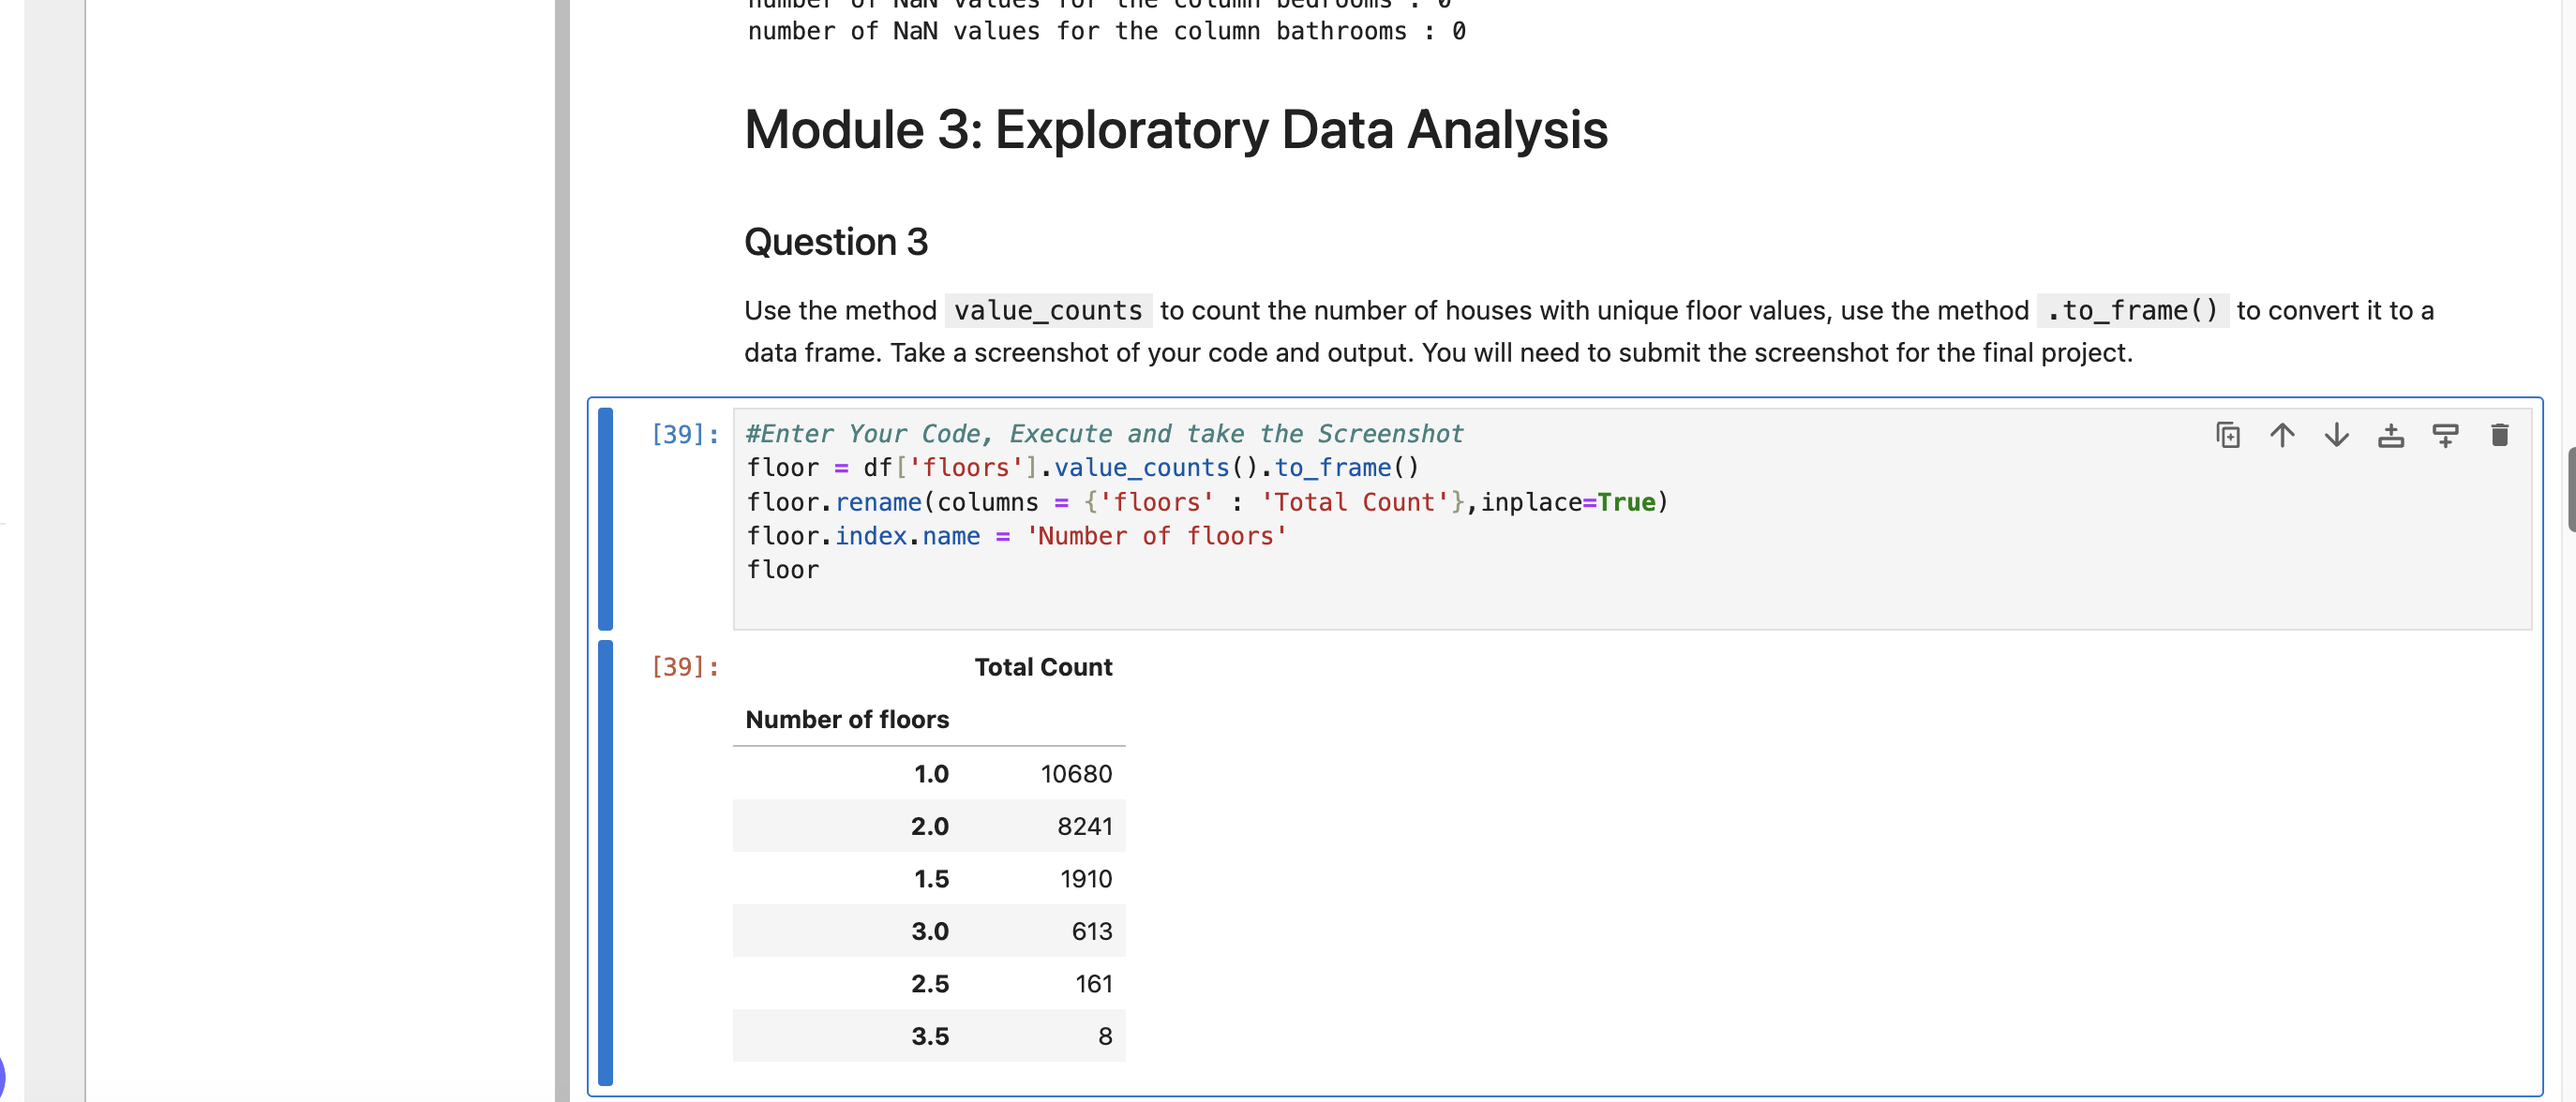 number of NaN values for the column bedrooms : 0
number of NaN values for the column bathrooms : 0
Module 3: Exploratory Data Analysis
Question 3
Use the method value_counts to count the number of houses with unique floor values, use the method .to_frame() to convert it to a
data frame. Take a screenshot of your code and output. You will need to submit the screenshot for the final project.
[39]: #Enter Your Code, Execute and take the Screenshot
floor = df['floors'].value_counts().to_frame()
floor.rename(columns = {'floors' : 'Total Count'},inplace=True)
floor.index.name = 'Number of floors'
floor
[39]: Total Count
Number of floors
1.0 10680
2.0 8241
1.5 1910
3.0 613
2.5 161
3.5 8